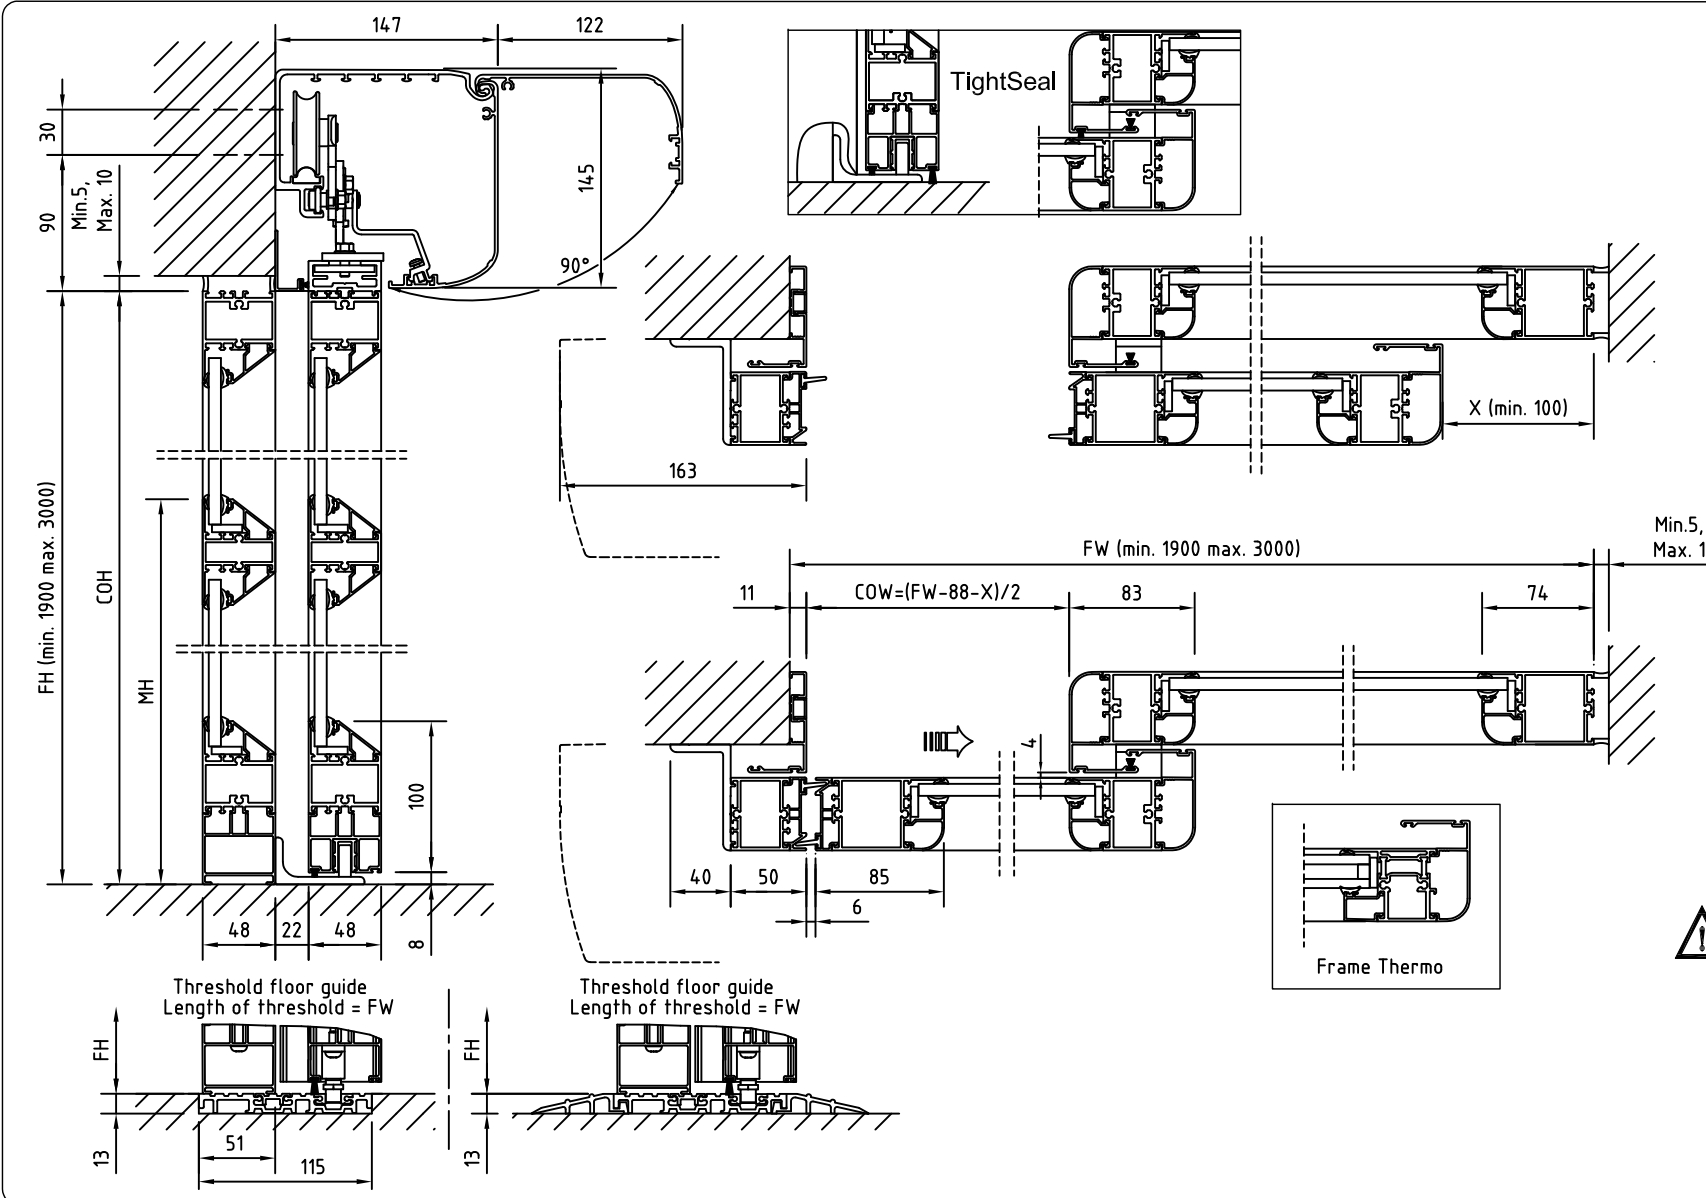 147
122
TightSeal
30
90
Min.5,
Max. 10
145
90°
X (min. 100)
163
FH (min. 1900 max. 3000)
COH
MH
FW (min. 1900 max. 3000)
Min.5,
11
COW=(FW-88-X)/2
83
74
4
100
40
50
85
6
48
22
48
8
Frame Thermo
Threshold floor guide
Length of threshold = FW
Threshold floor guide
Length of threshold = FW
FH
FH
13
51
115
13
Max. 1